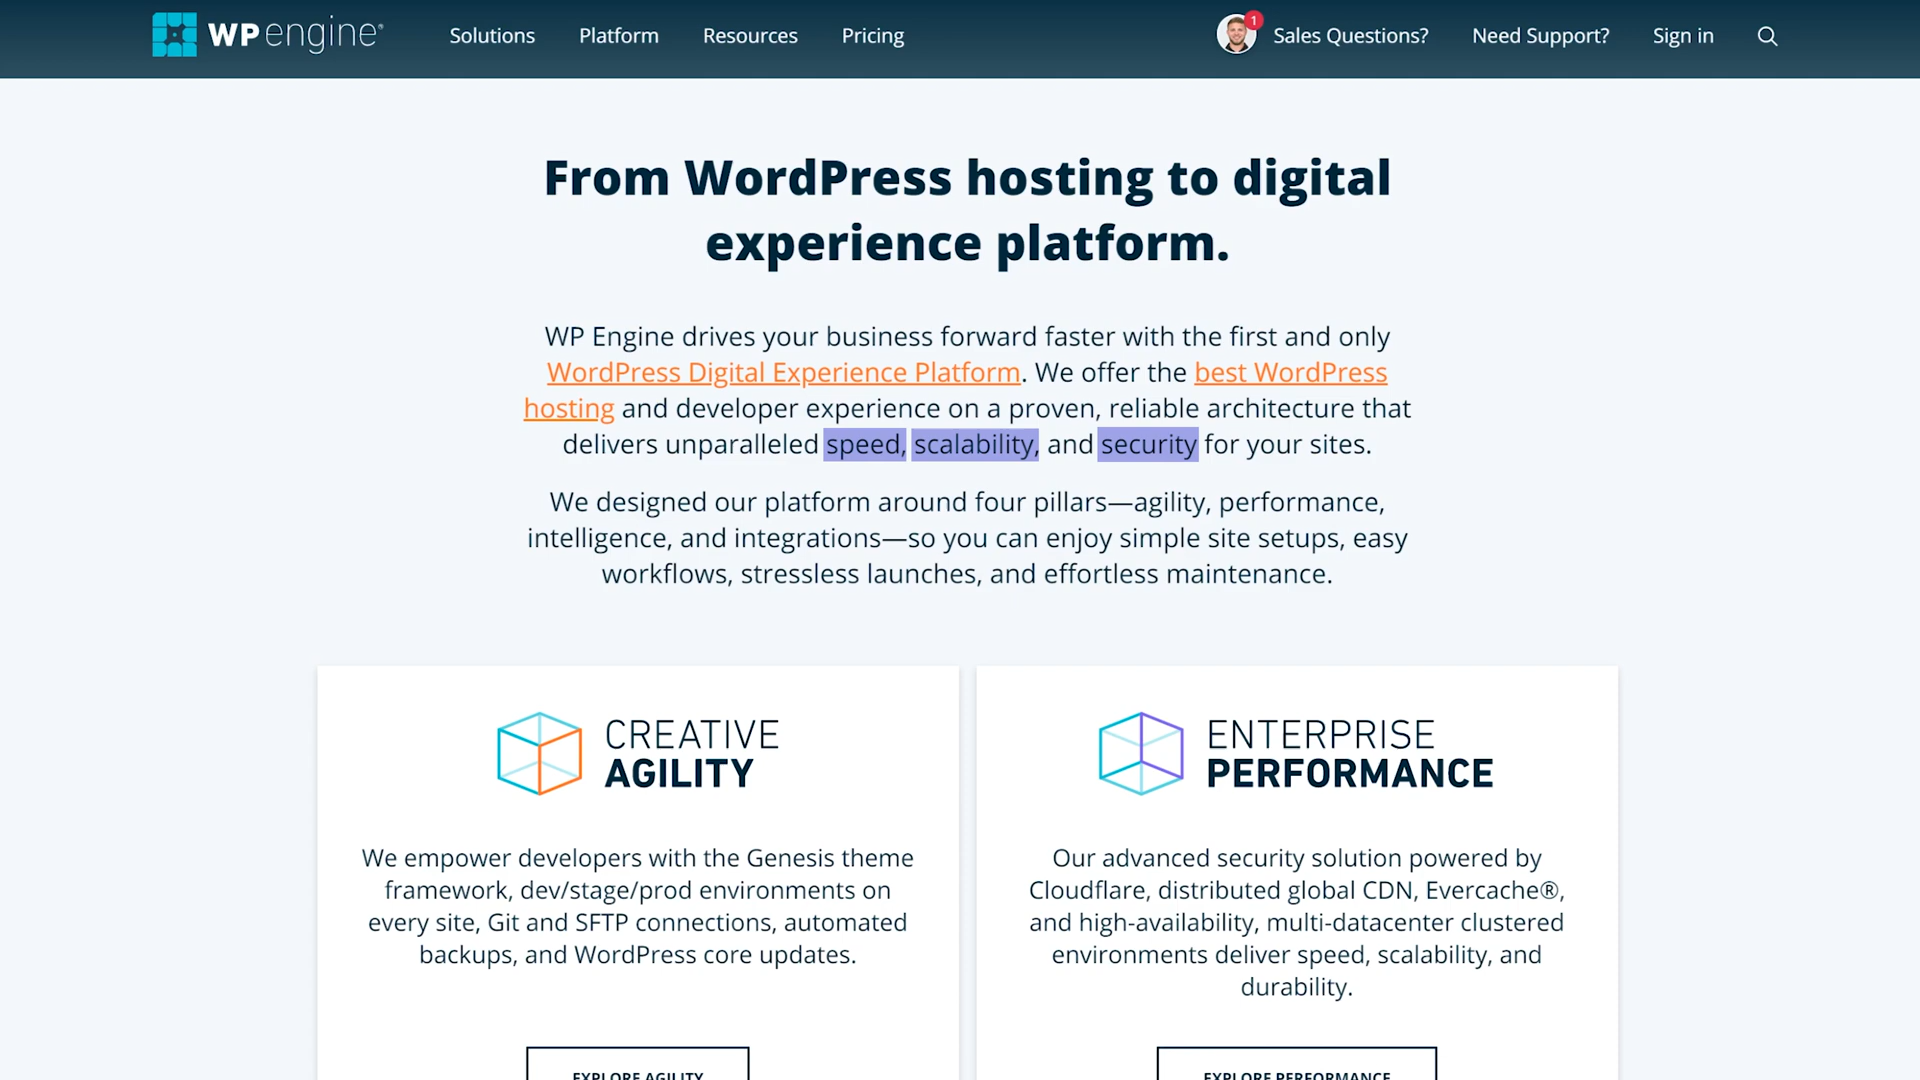 WP engine®
Solutions
Platform
Resources
Pricing
1
Sales Questions?
Need Support?
Sign in
From WordPress hosting to digital
experience platform.
WP Engine drives your business forward faster with the first and only
WordPress Digital Experience Platform. We offer the best WordPress
hosting and developer experience on a proven, reliable architecture that
delivers unparalleled speed, scalability, and security for your sites.
We designed our platform around four pillars—agility, performance,
intelligence, and integrations—so you can enjoy simple site setups, easy
workflows, stressless launches, and effortless maintenance.
CREATIVE
AGILITY
We empower developers with the Genesis theme
framework, dev/stage/prod environments on
every site, Git and SFTP connections, automated
backups, and WordPress core updates.
EXPLORE AGILITY
ENTERPRISE
PERFORMANCE
Our advanced security solution powered by
Cloudflare, distributed global CDN, Evercache®,
and high-availability, multi-datacenter clustered
environments deliver speed, scalability, and
durability.
EXPLORE PERFORMANCE